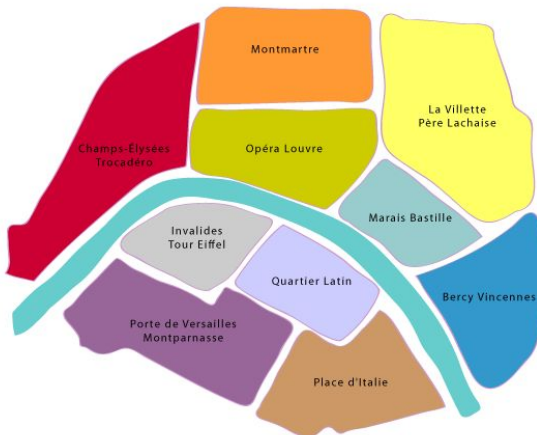 Montmartre
La Villette
Père Lachaise
Champs-Élysées
Trocadéro
Opéra Louvre
Marais Bastille
Invalides
Tour Eiffel
Quartier Latin
Bercy Vincennes
Porte de Versailles
Montparnasse
Place d'Italie